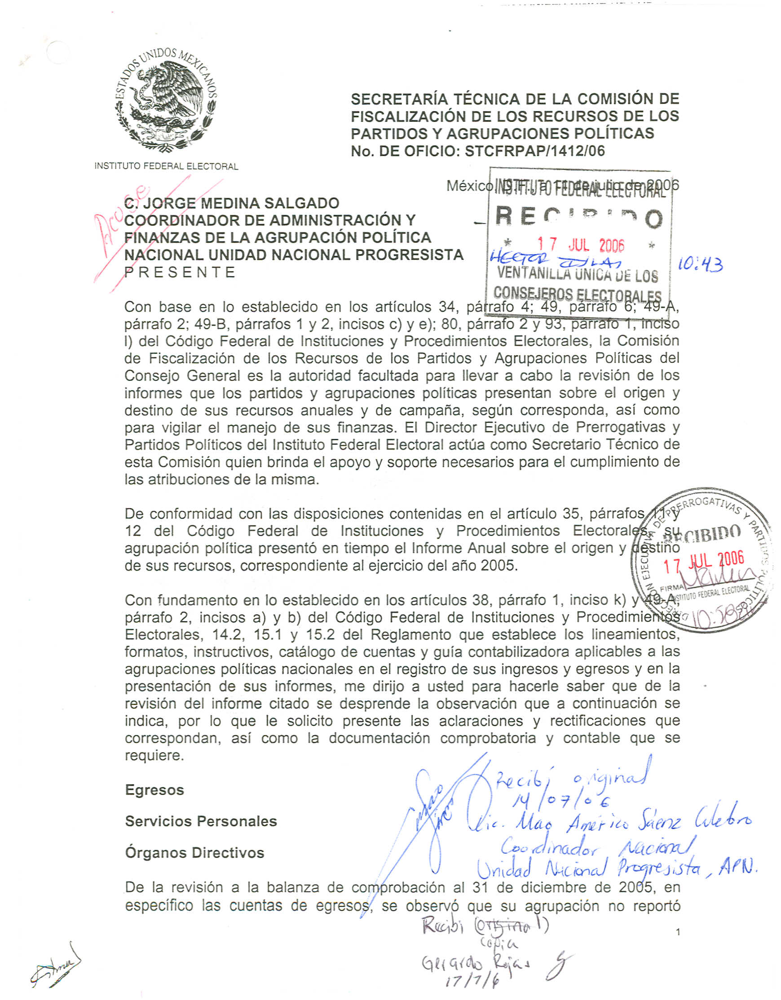 ESTADOS UNIDOS MEXICANOS
INSTITUTO FEDERAL ELECTORAL
SECRETARÍA TÉCNICA DE LA COMISIÓN DE
FISCALIZACIÓN DE LOS RECURSOS DE LOS
PARTIDOS Y AGRUPACIONES POLÍTICAS
No. DE OFICIO: STCFRPAP/1412/06
México, D.F., a 14 de julio de 2006
INSTITUTO FEDERAL ELECTORAL
RECIBIDO
* 17 JUL 2006 *
HECTOR
10:43
VENTANILLA UNICA DE LOS
CONSEJEROS ELECTORALES
Acuse
C. JORGE MEDINA SALGADO
COORDINADOR DE ADMINISTRACIÓN Y
FINANZAS DE LA AGRUPACIÓN POLÍTICA
NACIONAL UNIDAD NACIONAL PROGRESISTA
P R E S E N T E
Con base en lo establecido en los artículos 34, párrafo 4; 49, párrafo 6; 49-A,
párrafo 2; 49-B, párrafos 1 y 2, incisos c) y e); 80, párrafo 2 y 93, párrafo 1, inciso
l) del Código Federal de Instituciones y Procedimientos Electorales, la Comisión
de Fiscalización de los Recursos de los Partidos y Agrupaciones Políticas del
Consejo General es la autoridad facultada para llevar a cabo la revisión de los
informes que los partidos y agrupaciones políticas presentan sobre el origen y
destino de sus recursos anuales y de campaña, según corresponda, así como
para vigilar el manejo de sus finanzas. El Director Ejecutivo de Prerrogativas y
Partidos Políticos del Instituto Federal Electoral actúa como Secretario Técnico de
esta Comisión quien brinda el apoyo y soporte necesarios para el cumplimiento de
las atribuciones de la misma.
De conformidad con las disposiciones contenidas en el artículo 35, párrafos 11 y
12 del Código Federal de Instituciones y Procedimientos Electorales, su
agrupación política presentó en tiempo el Informe Anual sobre el origen y destino
de sus recursos, correspondiente al ejercicio del año 2005.
DIRECCIÓN EJECUTIVA DE PRERROGATIVAS Y PARTIDOS POLÍTICOS
RECIBIDO
17 JUL 2006
FIRMA
INSTITUTO FEDERAL ELECTORAL
Con fundamento en lo establecido en los artículos 38, párrafo 1, inciso k) y 49-A,
párrafo 2, incisos a) y b) del Código Federal de Instituciones y Procedimientos
Electorales, 14.2, 15.1 y 15.2 del Reglamento que establece los lineamientos,
formatos, instructivos, catálogo de cuentas y guía contabilizadora aplicables a las
agrupaciones políticas nacionales en el registro de sus ingresos y egresos y en la
presentación de sus informes, me dirijo a usted para hacerle saber que de la
revisión del informe citado se desprende la observación que a continuación se
indica, por lo que le solicito presente las aclaraciones y rectificaciones que
correspondan, así como la documentación comprobatoria y contable que se
requiere.
Recibí original
14/07/06
Lic. Mao Américo Sáenz Culebro
Coordinador Nacional
Unidad Nacional Progresista, APN.
Egresos
Servicios Personales
Órganos Directivos
De la revisión a la balanza de comprobación al 31 de diciembre de 2005, en
específico las cuentas de egresos, se observó que su agrupación no reportó
Recibi (original)
copia
Gerardo Rojas
17/7/6
1